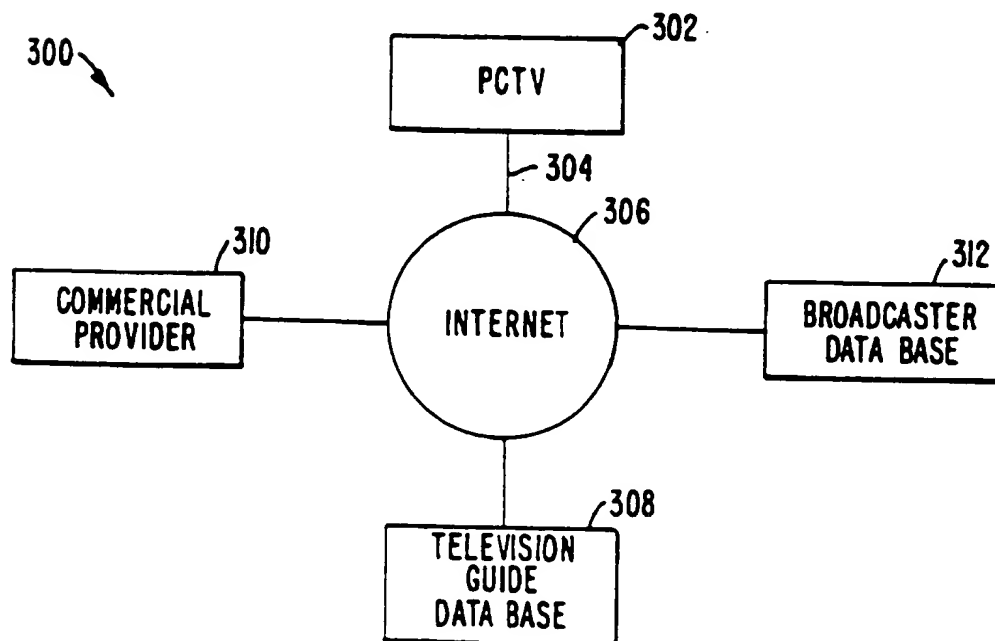 300
302
PCTV
304
306
310
COMMERCIAL
PROVIDER
INTERNET
312
BROADCASTER
DATA BASE
308
TELEVISION
GUIDE
DATA BASE